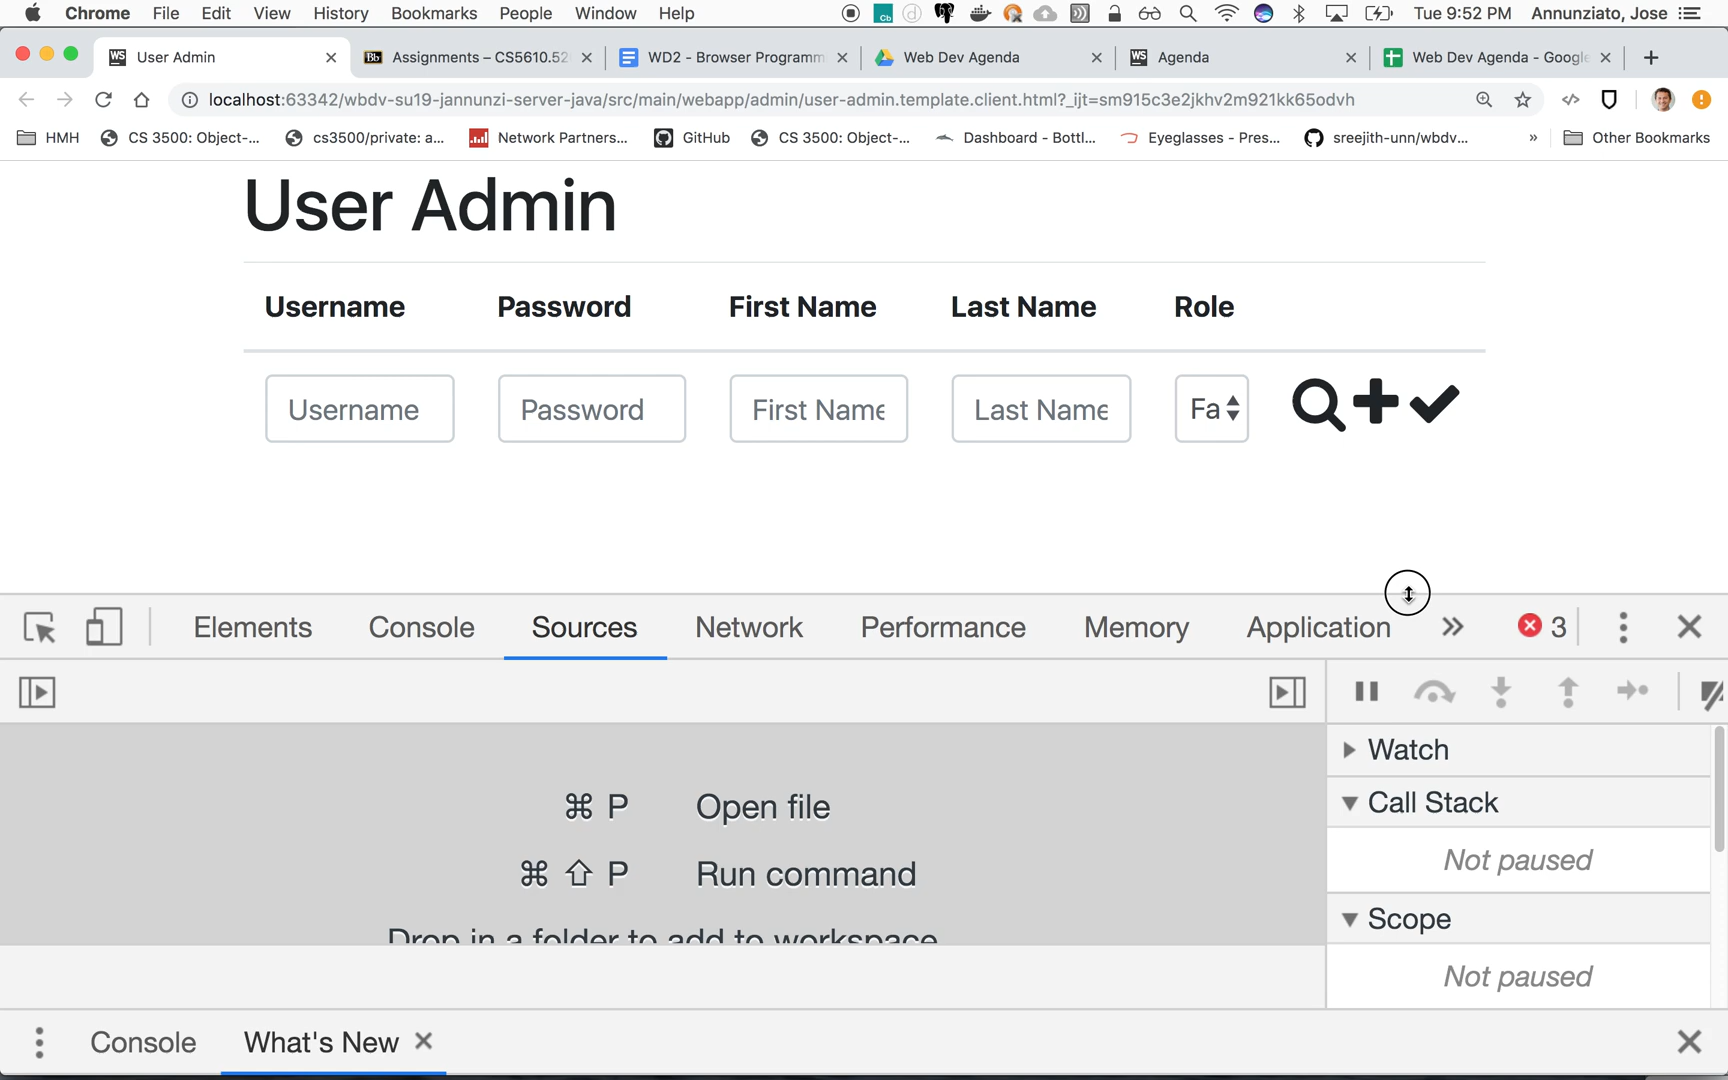 Chrome File Edit View History Bookmarks People Window Help Cb d Tue 9:52 PM Annunziato, Jose
WS User Admin Bb Assignments – CS5610.52 WD2 - Browser Programm Web Dev Agenda WS Agenda Web Dev Agenda - Google
localhost:63342/wbdv-su19-jannunzi-server-java/src/main/webapp/admin/user-admin.template.client.html?_ijt=sm915c3e2jkhv2m921kk65odvh
HMH CS 3500: Object-... cs3500/private: a... Network Partners... GitHub CS 3500: Object-... Dashboard - Bottl... Eyeglasses - Pres... sreejith-unn/wbdv... » Other Bookmarks
User Admin
Username Password First Name Last Name Role
Username Password First Name Last Name Fa
Elements Console Sources Network Performance Memory Application » 3
⌘ P Open file
⌘ ⇧ P Run command
Drop in a folder to add to workspace
Watch
Call Stack
Not paused
Scope
Not paused
Console What's New